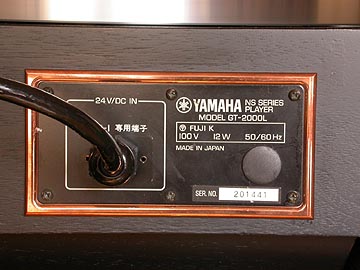 24V/DC IN
専用端子
YAMAHA NS SERIES
PLAYER
MODEL GT-2000L
FUJI K
100V 12W 50/60Hz
MADE IN JAPAN
SER. NO. 201441